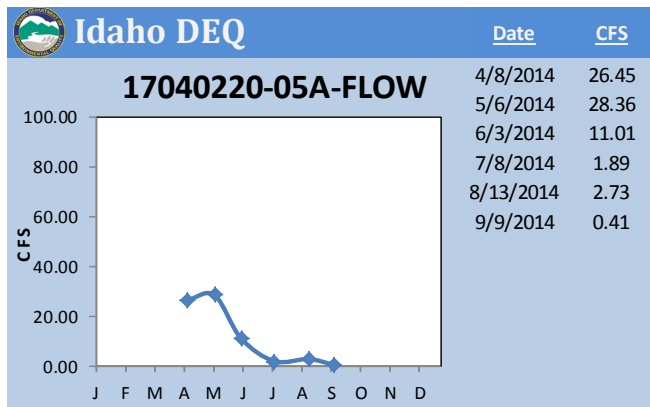 Idaho DEQ
Date CFS
4/8/2014 26.45
5/6/2014 28.36
6/3/2014 11.01
7/8/2014 1.89
8/13/2014 2.73
9/9/2014 0.41
17040220-05A-FLOW
100.00
80.00
60.00
40.00
20.00
0.00
CFS
J F M A M J J A S O N D